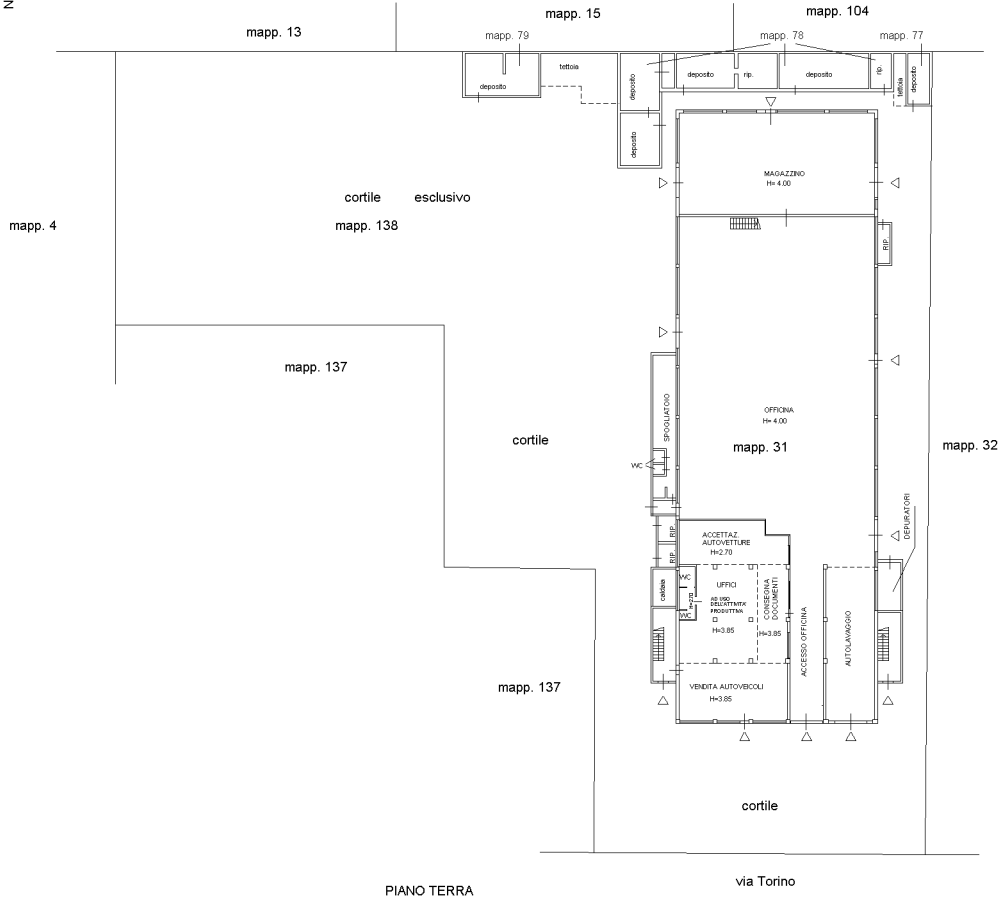 Z
mapp. 13
mapp. 15
mapp. 104
mapp. 79
mapp. 78
mapp. 77
deposito
tettoia
deposito
deposito
rip.
deposito
rip.
tettoia
deposito
deposito
MAGAZZINO
H= 4.00
cortile esclusivo
mapp. 138
mapp. 4
RIP.
mapp. 137
SPOGLIATOIO
OFFICINA
H= 4.00
mapp. 31
cortile
mapp. 32
WC
DEPURATORI
RIP.
RIP.
ACCETTAZ.
AUTOVETTURE
H=2.70
caldaia
WC
H=2.70
WC
UFFICI
AD USO
DELL'ATTIVITA'
PRODUTTIVA
H=3.85
CONSEGNA
DOCUMENTI
H=3.85
ACCESSO OFFICINA
AUTOLAVAGGIO
mapp. 137
VENDITA AUTOVEICOLI
H=3.85
cortile
via Torino
PIANO TERRA